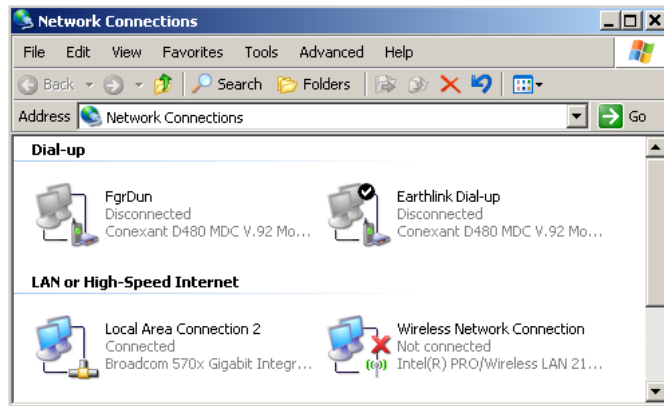 Network Connections
File Edit View Favorites Tools Advanced Help
Back Search Folders
Address Network Connections Go
Dial-up
FgrDun
Disconnected
Conexant D480 MDC V.92 Mo...
Earthlink Dial-up
Disconnected
Conexant D480 MDC V.92 Mo...
LAN or High-Speed Internet
Local Area Connection 2
Connected
Broadcom 570x Gigabit Integr...
Wireless Network Connection
Not connected
Intel(R) PRO/Wireless LAN 21...